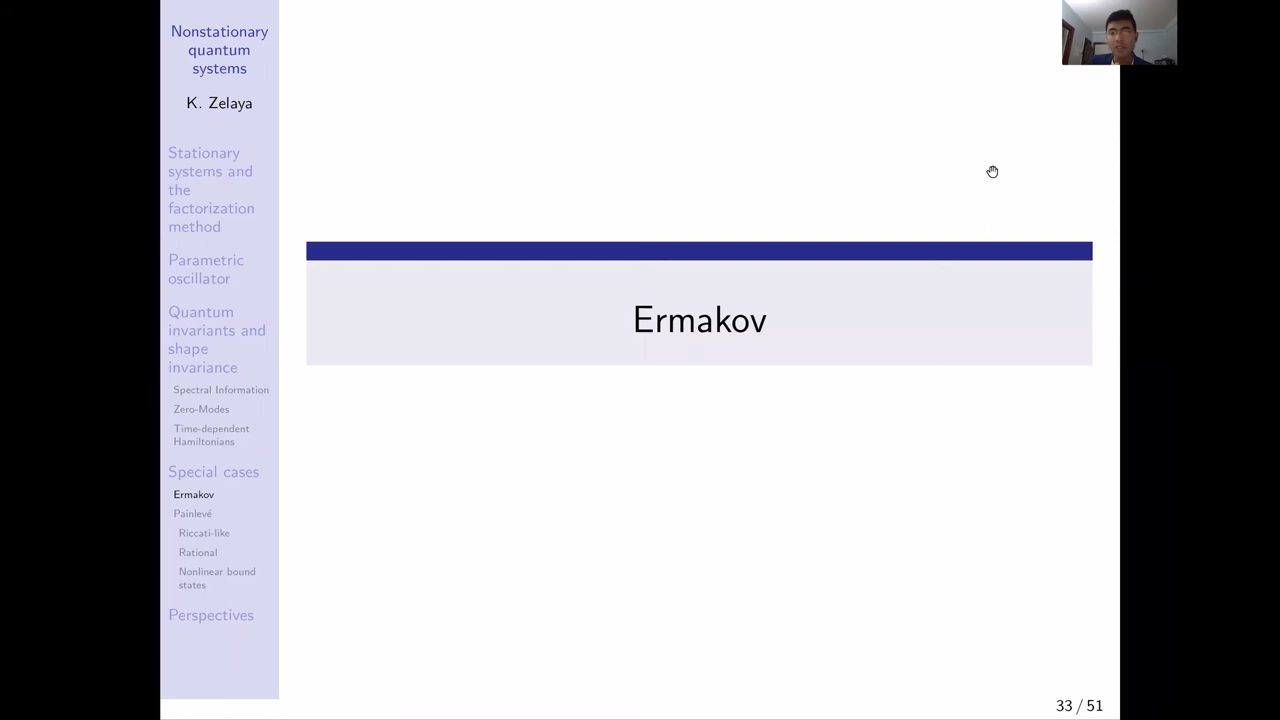 Nonstationary
quantum
systems
K. Zelaya
Stationary
systems and
the
factorization
method
Parametric
oscillator
Quantum
invariants and
shape
invariance
Spectral Information
Zero-Modes
Time-dependent
Hamiltonians
Special cases
Ermakov
Painlevé
Riccati-like
Rational
Nonlinear bound
states
Perspectives
Ermakov
33 / 51